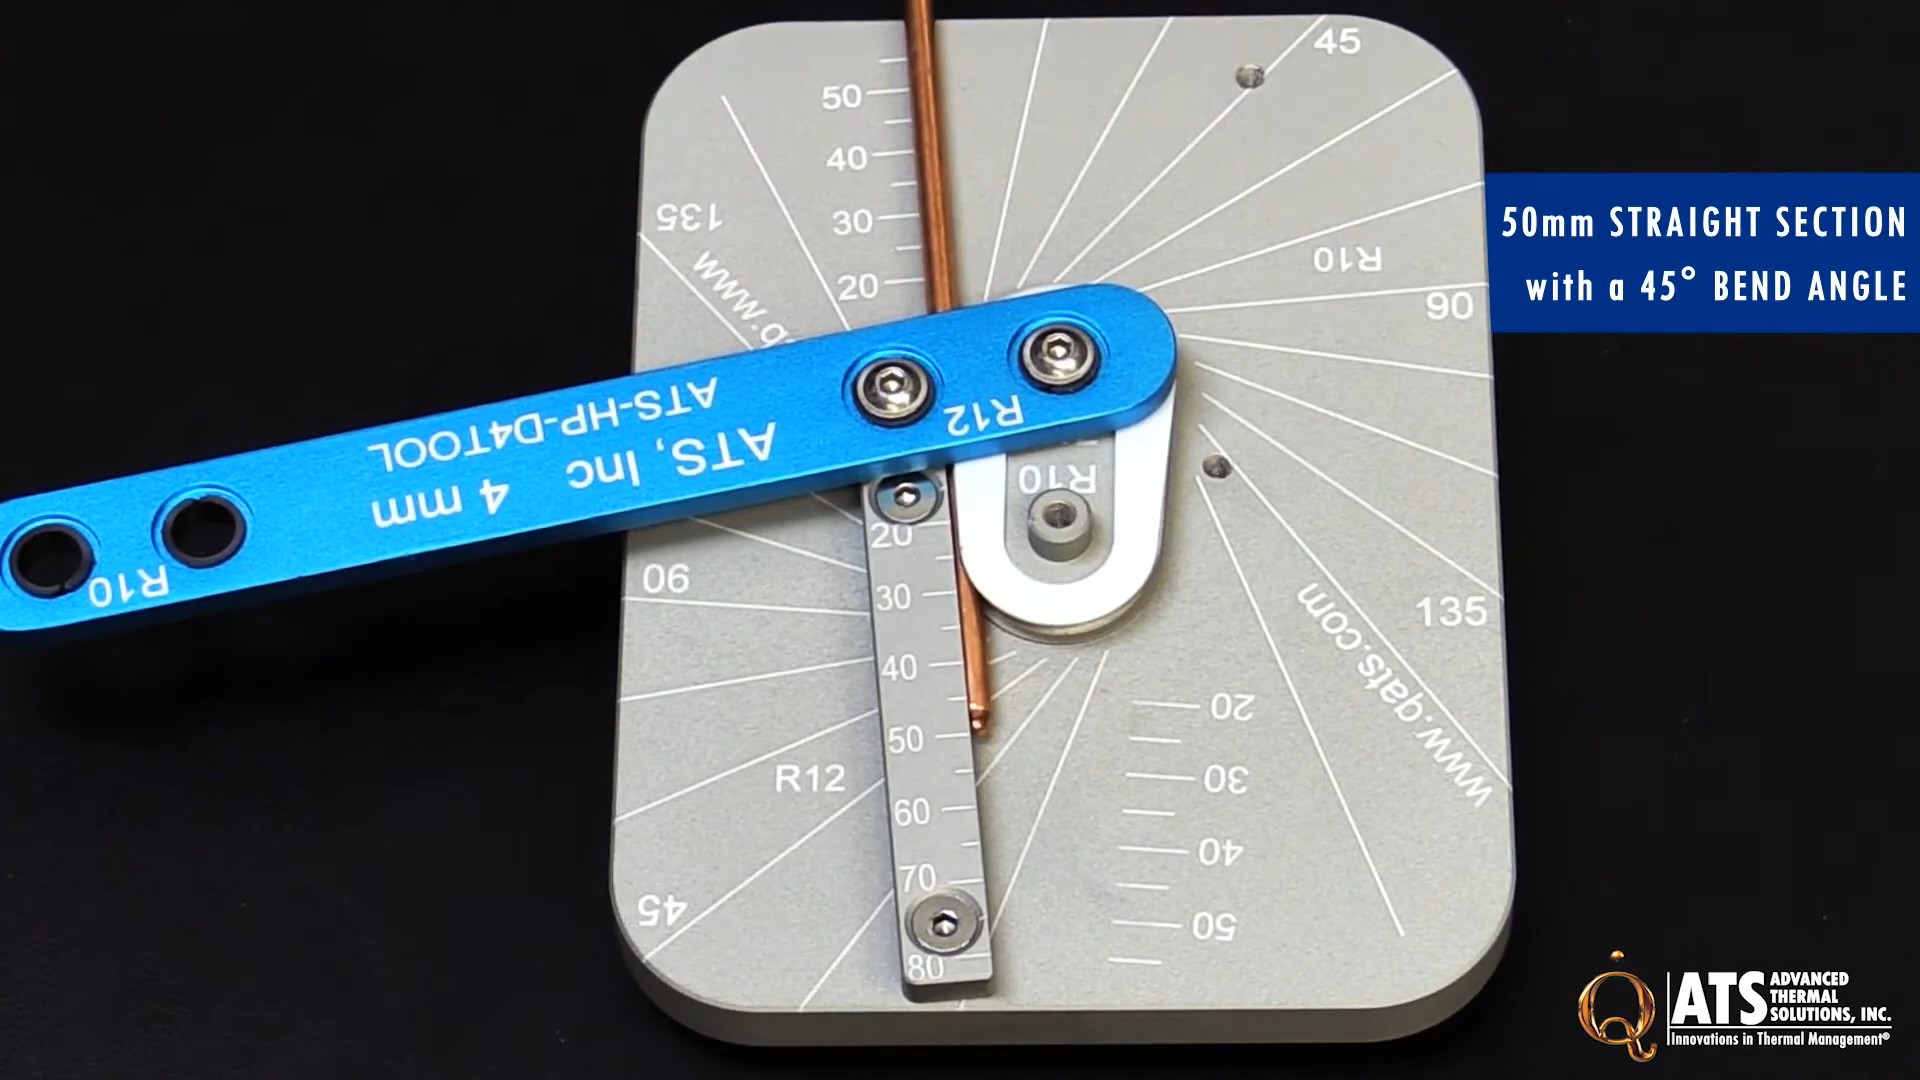 50
40
30
20
45
135
www.q
R10
90
50mm STRAIGHT SECTION
with a 45° BEND ANGLE
ATS-HP-D4TOOL
ATS, Inc
4 mm
R12
R10
R10
20
30
40
50
60
70
80
90
R12
45
135
www.qats.com
20
30
40
50
Q
ATS ADVANCED
THERMAL
SOLUTIONS, INC.
Innovations in Thermal Management®